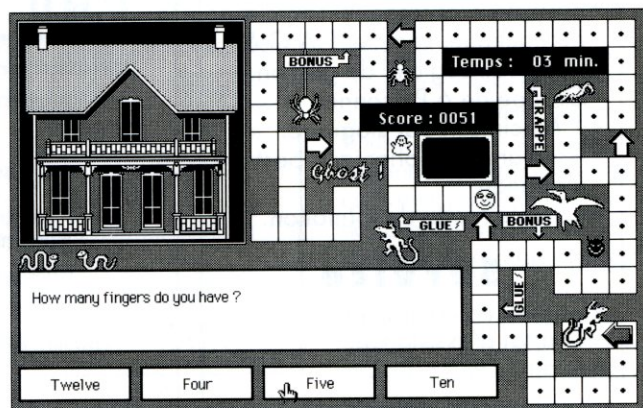 BONUS
Temps : 03 min.
TRAPPE
Score : 0051
Ghost !
GLUE
BONUS
GLUE
How many fingers do you have ?
Twelve
Four
Five
Ten